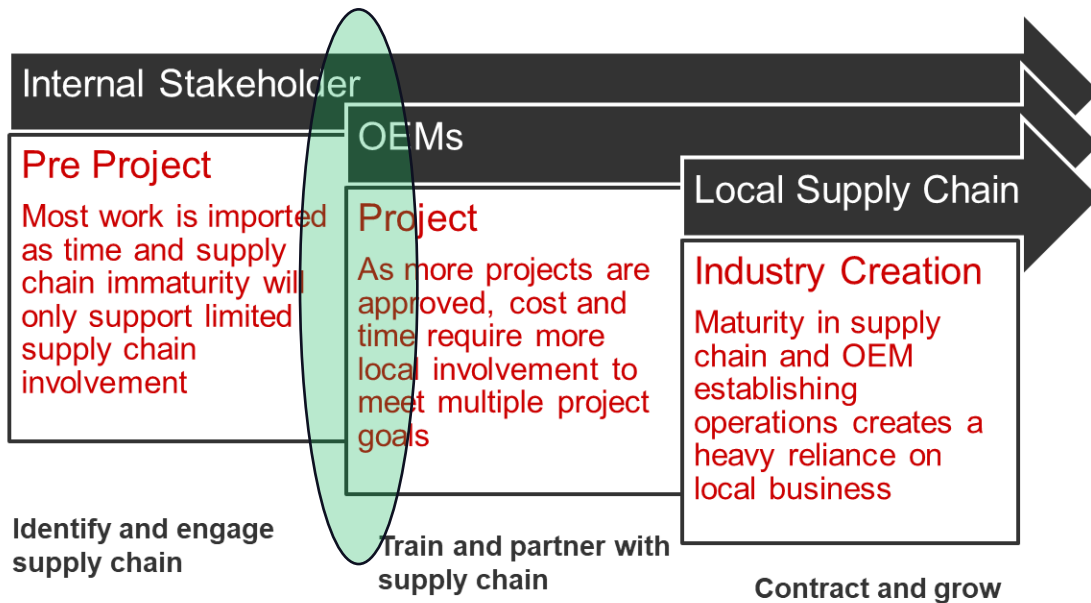 Internal Stakeholder
Pre Project
Most work is imported
as time and supply
chain immaturity will
only support limited
supply chain
involvement
Identify and engage
supply chain
OEMs
Project
As more projects are
approved, cost and
time require more
local involvement to
meet multiple project
goals
Train and partner with
supply chain
Local Supply Chain
Industry Creation
Maturity in supply
chain and OEM
establishing
operations creates a
heavy reliance on
local business
Contract and grow